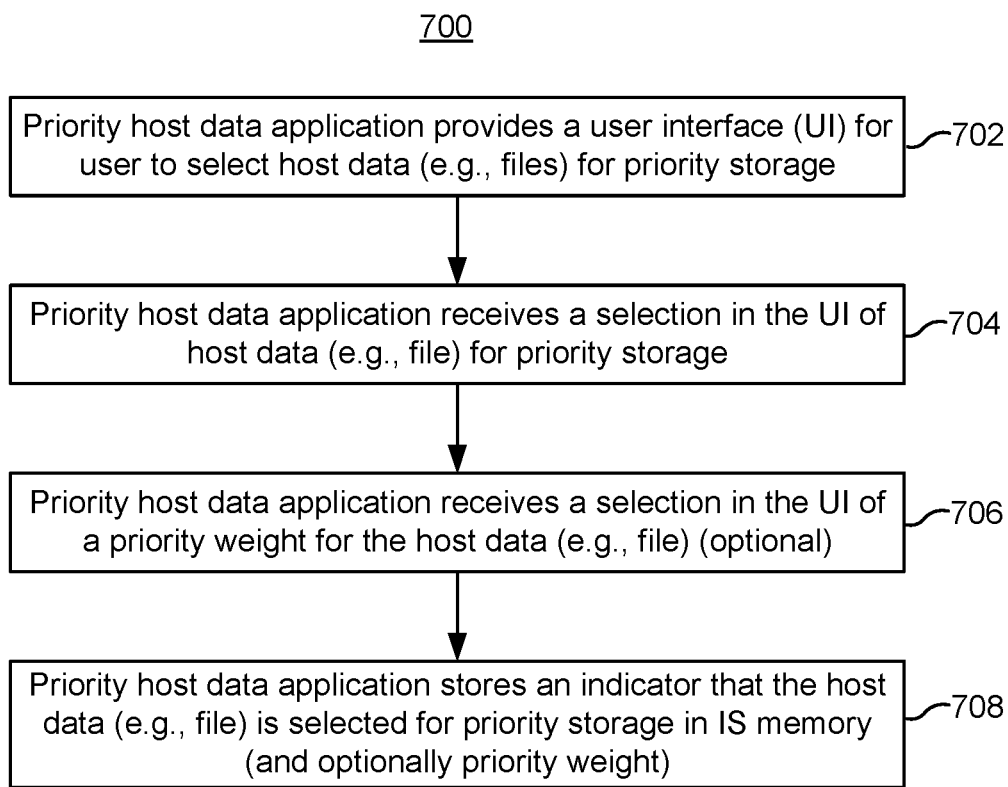 700
Priority host data application provides a user interface (UI) for
user to select host data (e.g., files) for priority storage
702
Priority host data application receives a selection in the UI of
host data (e.g., file) for priority storage
704
Priority host data application receives a selection in the UI of
a priority weight for the host data (e.g., file) (optional)
706
Priority host data application stores an indicator that the host
data (e.g., file) is selected for priority storage in IS memory
(and optionally priority weight)
708